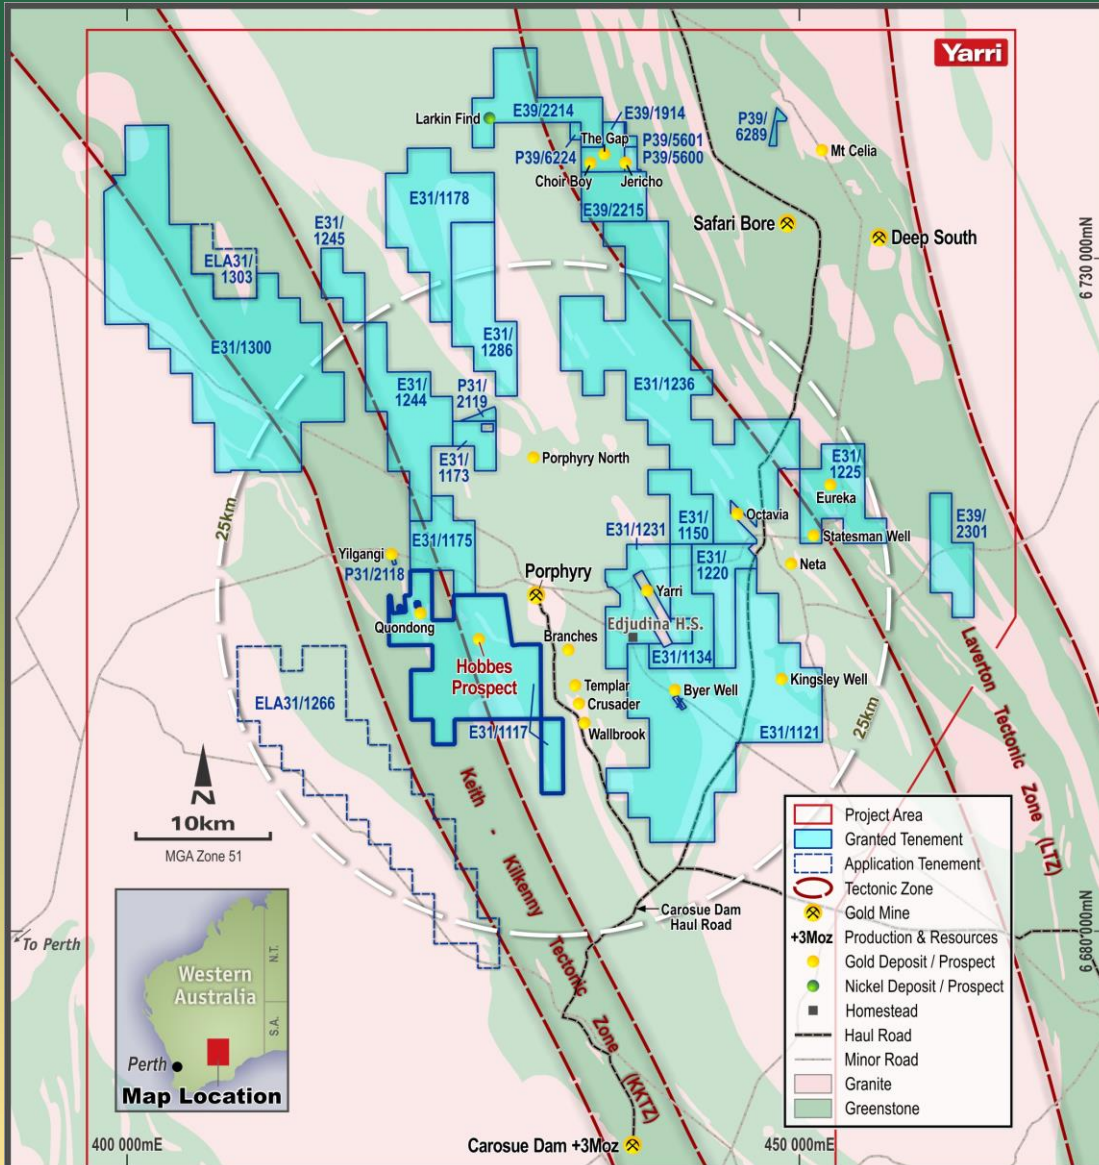 Yarri
E39/2214
E39/1914
P39/
6289
Larkin Find
The Gap
P39/5601
P39/6224
P39/5600
Mt Celia
Choir Boy
Jericho
E31/1178
E39/2215
E31/
1245
Safari Bore
Deep South
ELA31/
1303
6 730 000mN
E31/1300
E31/
1286
E31/
1244
P31/
2119
E31/1236
E31/
1173
Porphyry North
E31/
1225
Eureka
25km
E31/1231
E31/
1150
Octavia
E39/
2301
E31/1175
Statesman Well
Yilgangi
P31/2118
E31/
1220
Neta
Porphyry
Yarri
Quondong
Edjudina H.S.
Branches
Hobbes
Prospect
E31/1134
Kingsley Well
Templar
Byer Well
Crusader
ELA31/1266
Wallbrook
E31/1117
E31/1121
25km
Laverton Tectonic Zone (LTZ)
N
10km
MGA Zone 51
Keith - Kilkenny Tectonic Zone (KKTZ)
Carosue Dam
Haul Road
To Perth
6 680 000mN
Project Area
Granted Tenement
Application Tenement
Tectonic Zone
Gold Mine
+3Moz Production & Resources
Gold Deposit / Prospect
Nickel Deposit / Prospect
Homestead
Haul Road
Minor Road
Granite
Greenstone
Western
Australia
N.T.
S.A.
Perth
Map Location
400 000mE
Carosue Dam +3Moz
450 000mE